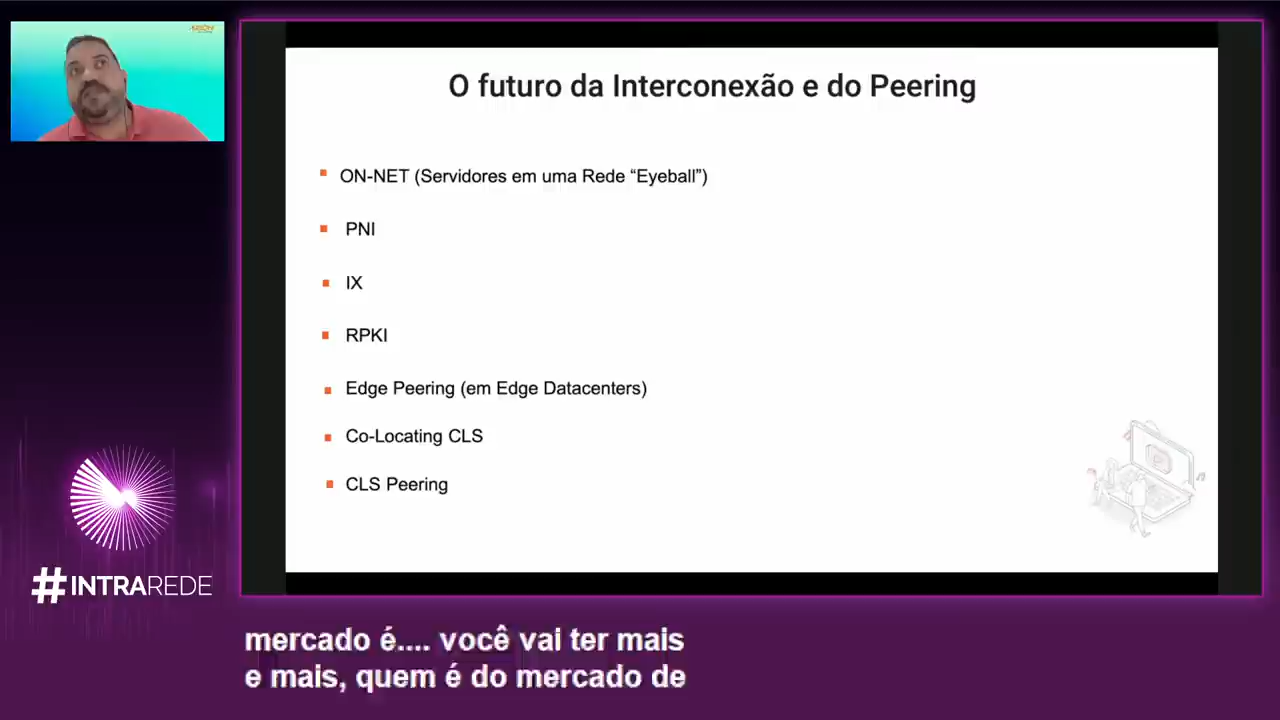 O futuro da Interconexão e do Peering
ON-NET (Servidores em uma Rede “Eyeball”)
PNI
IX
RPKI
Edge Peering (em Edge Datacenters)
Co-Locating CLS
CLS Peering
#INTRAREDE
mercado é.... você vai ter mais
e mais, quem é do mercado de